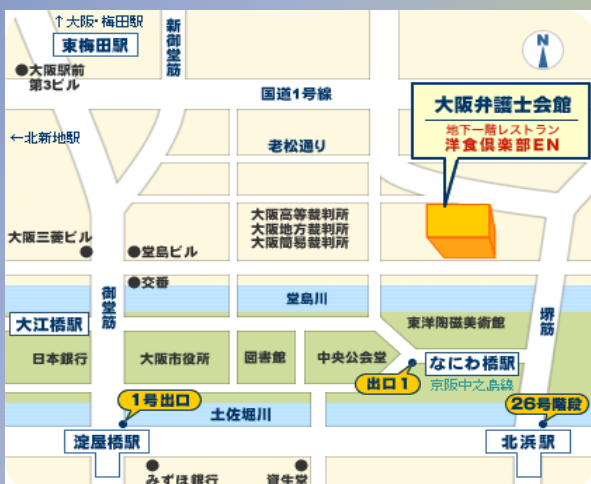 ↑大阪・梅田駅
東梅田駅
新御堂筋
N
●大阪駅前
第3ビル
国道1号線
大阪弁護士会館
地下一階レストラン
洋食倶楽部EN
←北新地駅
老松通り
大阪高等裁判所
大阪地方裁判所
大阪簡易裁判所
大阪三菱ビル
●堂島ビル
●交番
御堂筋
堂島川
堺筋
大江橋駅
東洋陶磁美術館
日本銀行
大阪市役所
図書館
中央公会堂
なにわ橋駅
出口1
京阪中之島線
1号出口
土佐堀川
26号階段
淀屋橋駅
北浜駅
みずほ銀行
資生堂